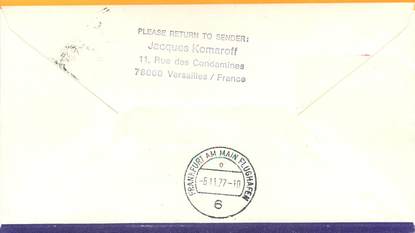 PLEASE RETURN TO SENDER:
Jacques Komaroff
11, Rue des Condamines
78000 Versailles / France
FRANKFURT AM MAIN FLUGHAFEN
e
-5.11.77-10
6